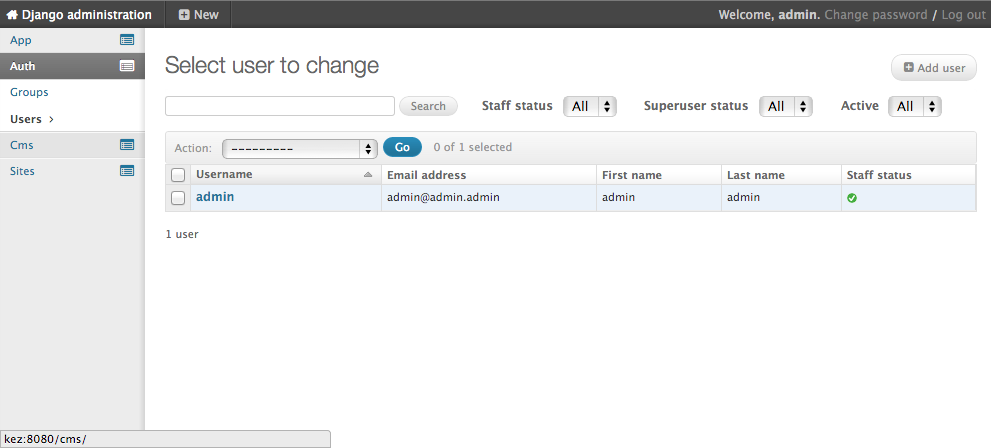 Django administration New Welcome, admin. Change password / Log out
App
Auth
Groups
Users >
Cms
Sites
Select user to change
Add user
Search Staff status All Superuser status All Active All
Action: --------- Go 0 of 1 selected
Username Email address First name Last name Staff status
admin admin@admin.admin admin admin
1 user
kez:8080/cms/